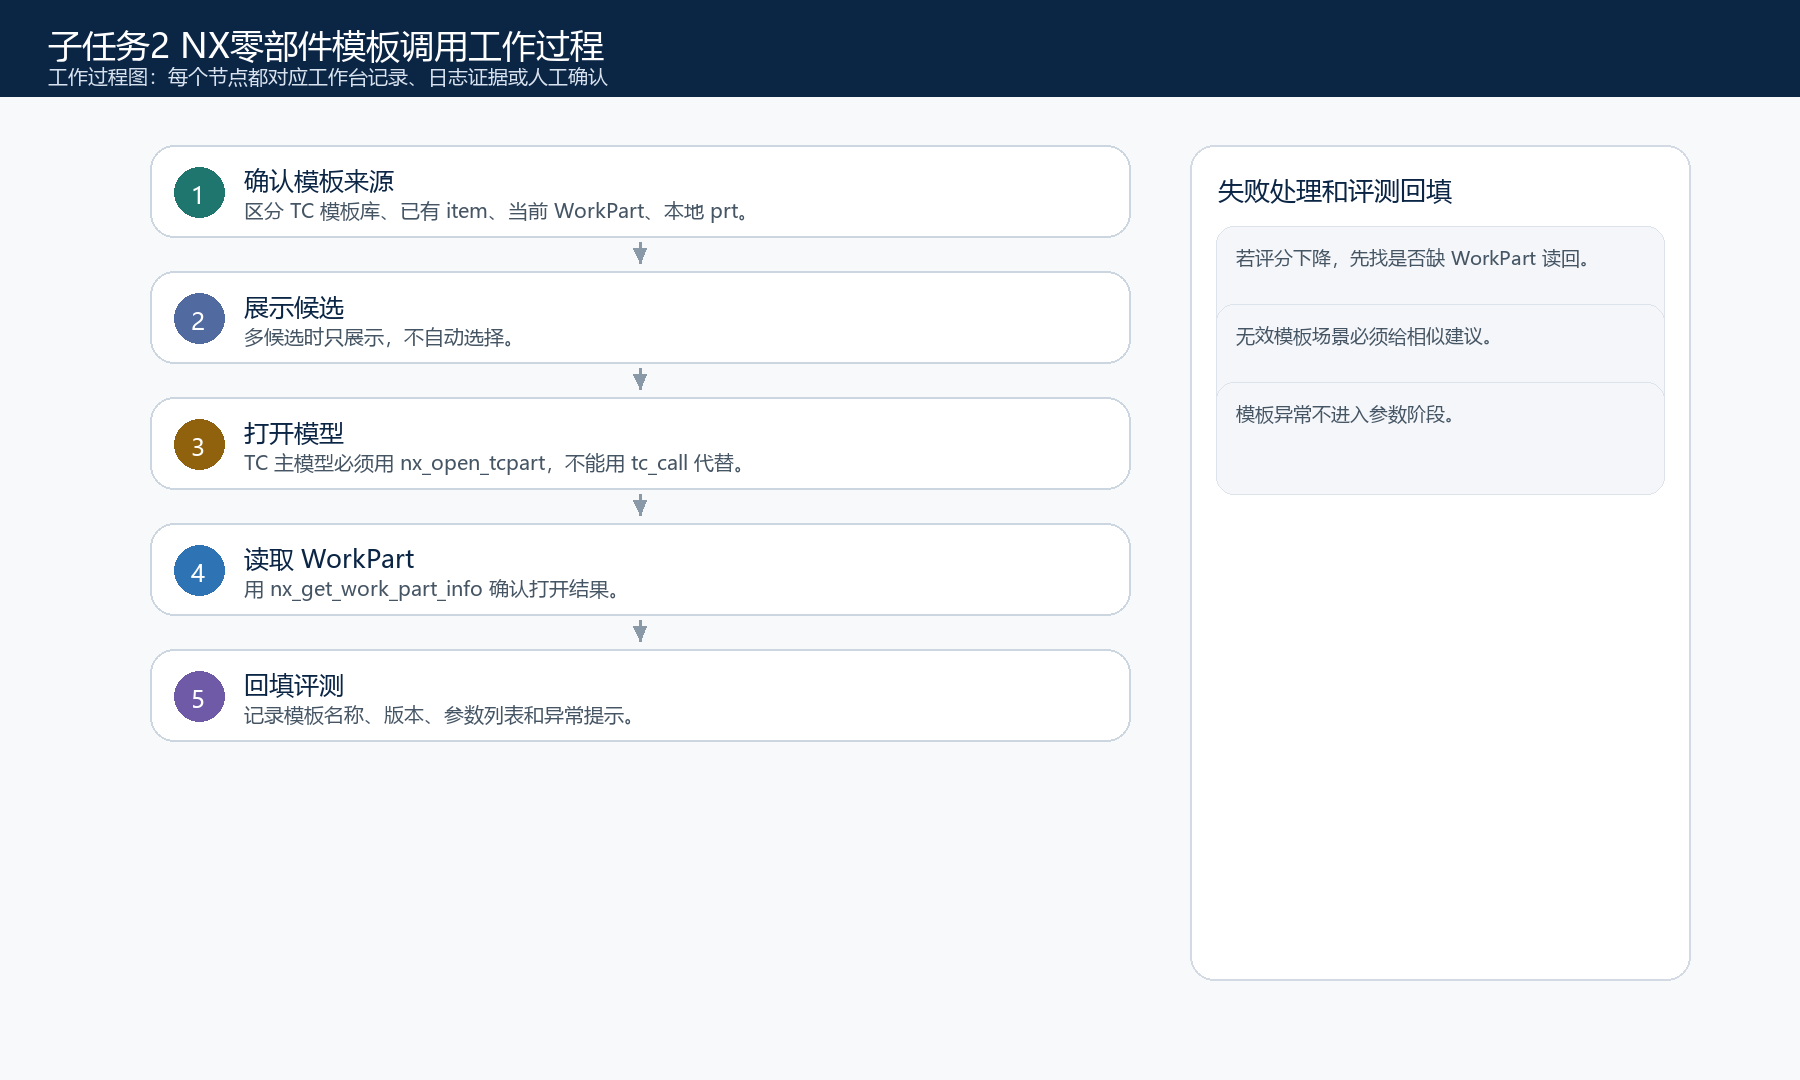 子任务2 NX零部件模板调用工作过程
工作过程图：每个节点都对应工作台记录、日志证据或人工确认
1
确认模板来源
区分 TC 模板库、已有 item、当前 WorkPart、本地 prt。
2
展示候选
多候选时只展示，不自动选择。
3
打开模型
TC 主模型必须用 nx_open_tcpart，不能用 tc_call 代替。
4
读取 WorkPart
用 nx_get_work_part_info 确认打开结果。
5
回填评测
记录模板名称、版本、参数列表和异常提示。
失败处理和评测回填
若评分下降，先找是否缺 WorkPart 读回。
无效模板场景必须给相似建议。
模板异常不进入参数阶段。